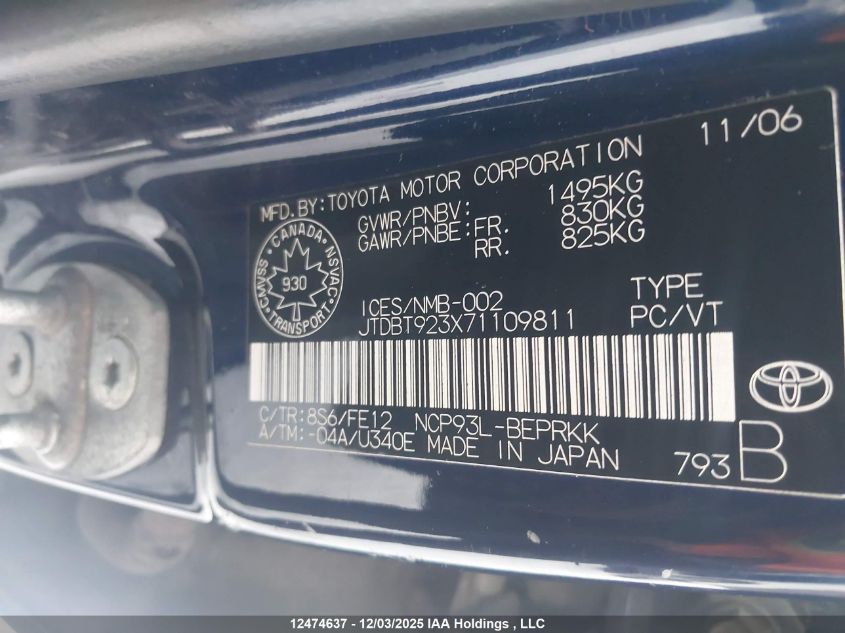 11/06
MFD.BY:TOYOTA MOTOR CORPORATION
GVWR/PNBV: 1495KG
GAWR/PNBE:FR. 830KG
RR. 825KG
CANADA
CMVSS NSVAC
930
TRANSPORT
ICES/NMB-002
JTDBT923X71109811
TYPE
PC/VT
C/TR:8S6/FE12 NCP93L-BEPRKK
A/TM:-04A/U340E MADE IN JAPAN
793B
12474637 - 12/03/2025 IAA Holdings , LLC